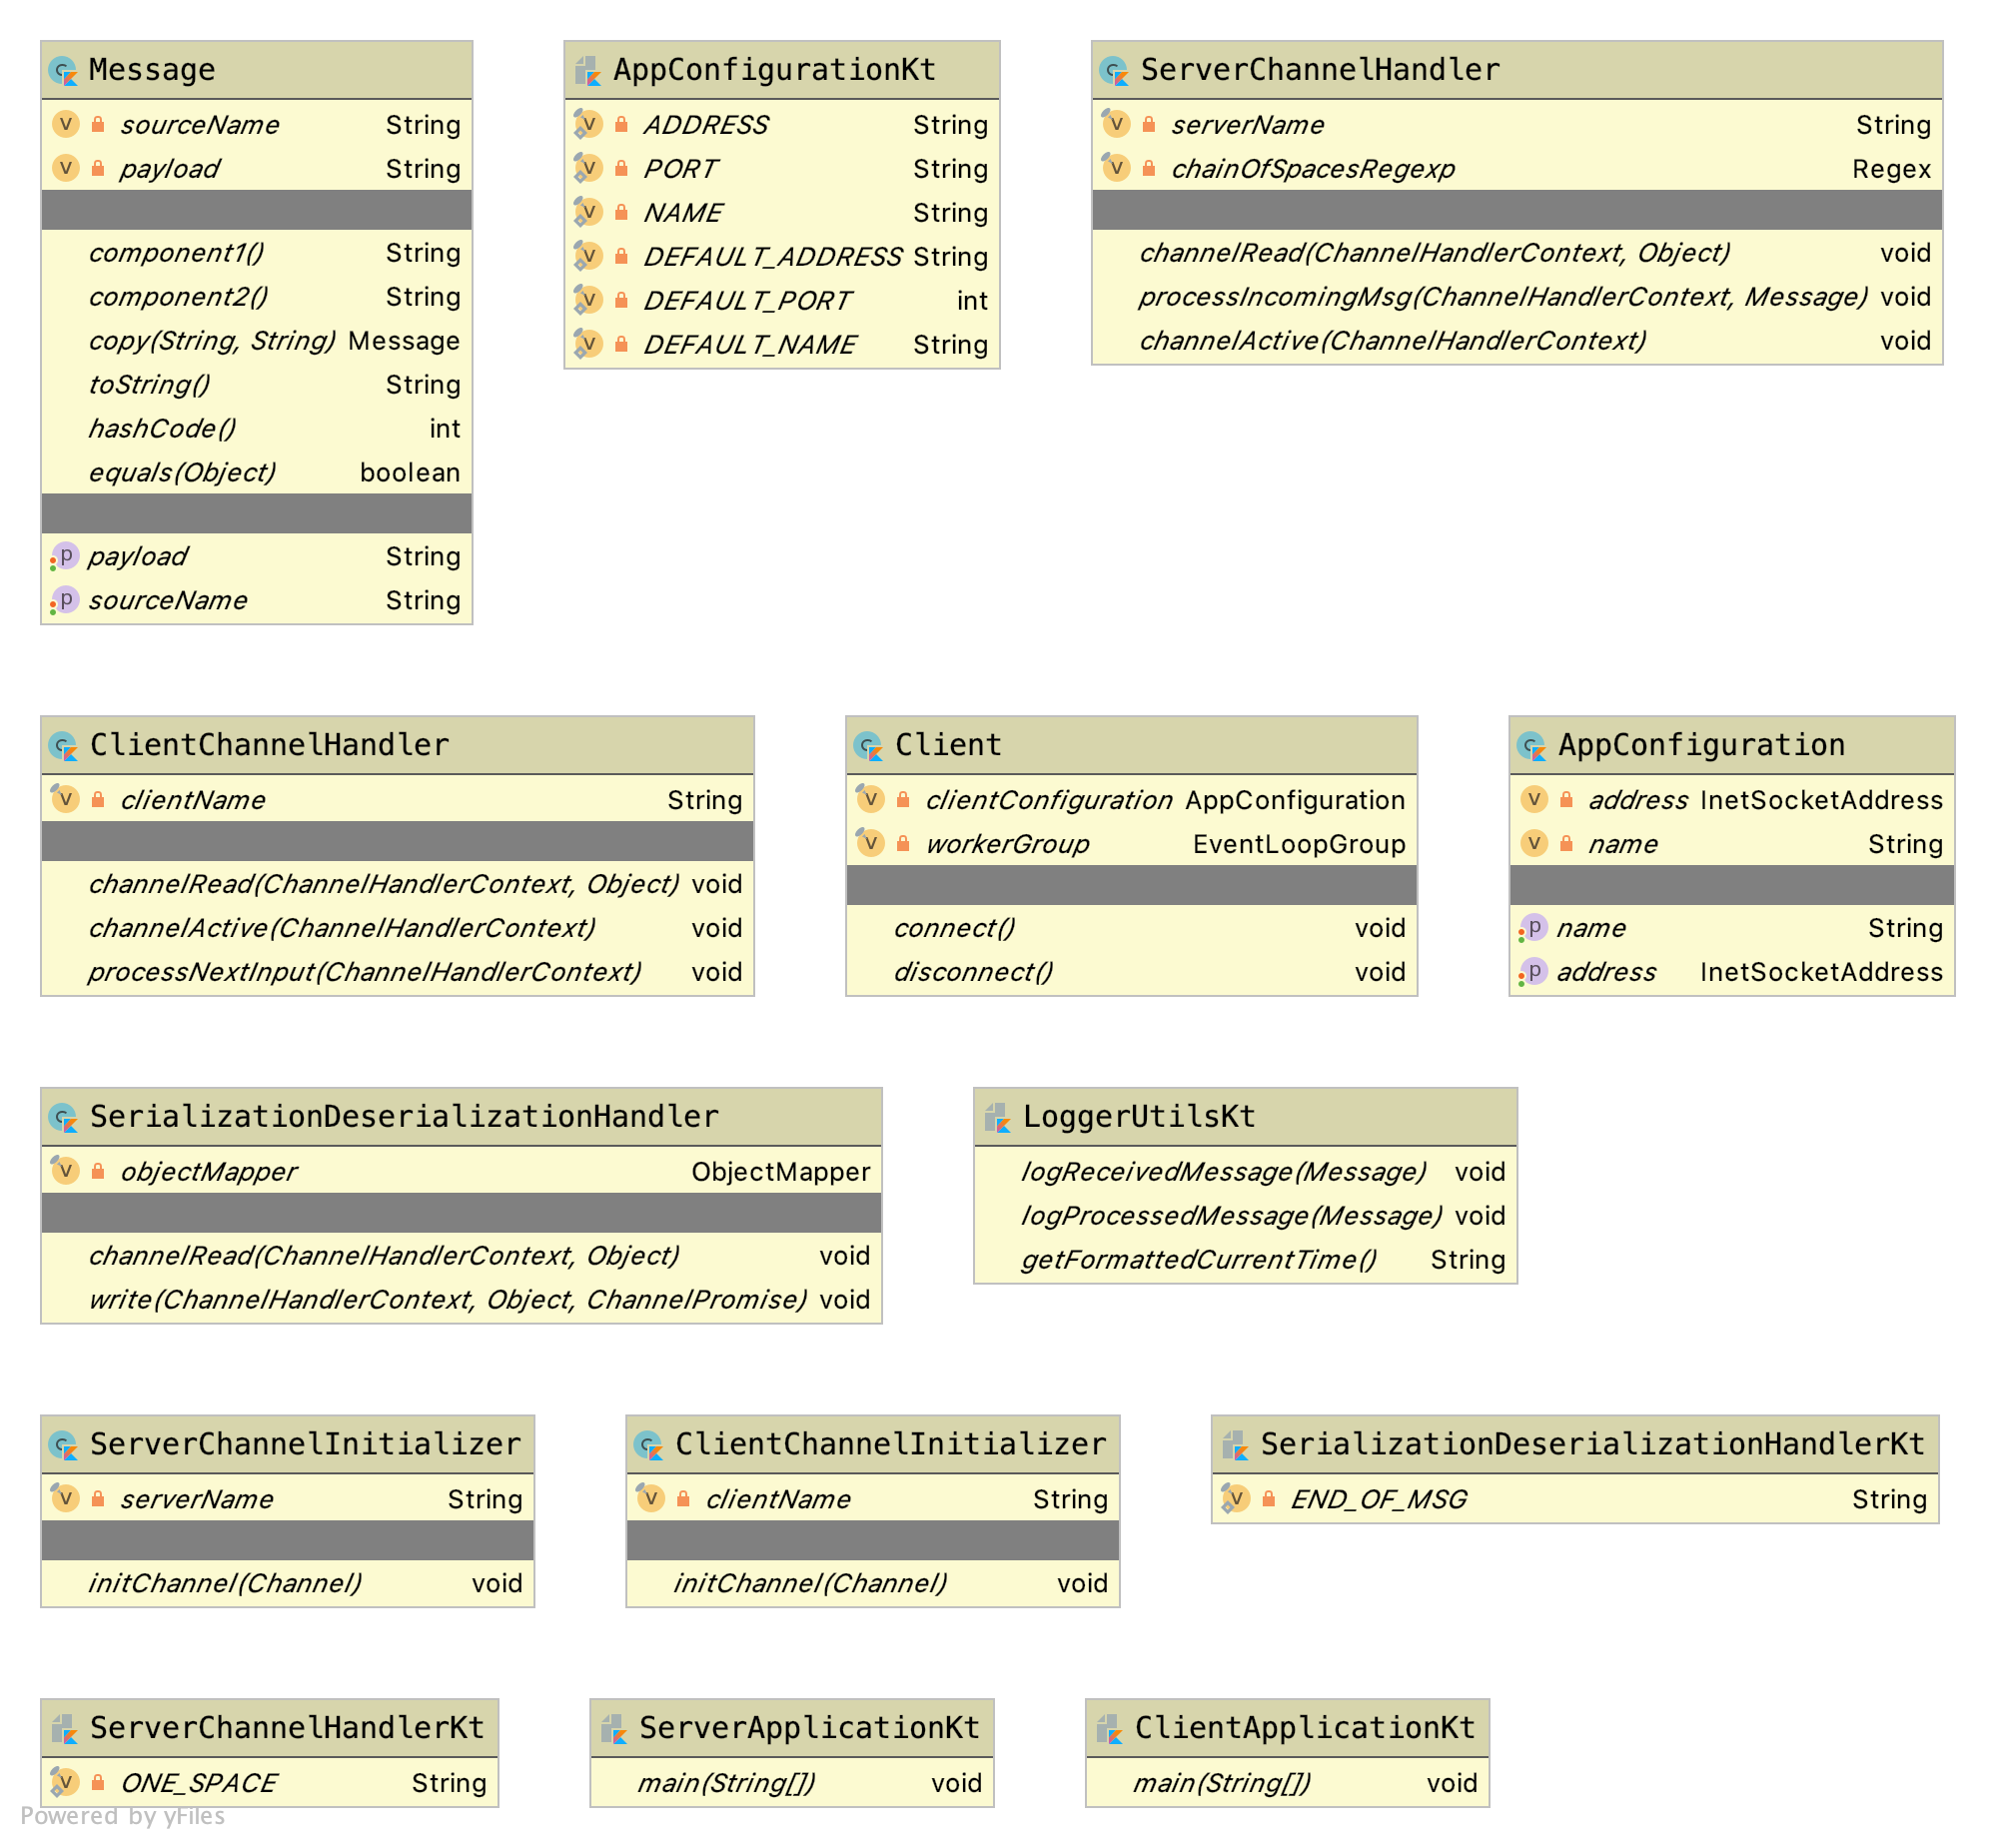 Message
sourceName String
payload String
component1() String
component2() String
copy(String, String) Message
toString() String
hashCode() int
equals(Object) boolean
payload String
sourceName String
AppConfigurationKt
ADDRESS String
PORT String
NAME String
DEFAULT_ADDRESS String
DEFAULT_PORT int
DEFAULT_NAME String
ServerChannelHandler
serverName String
chainOfSpacesRegexp Regex
channelRead(ChannelHandlerContext, Object) void
processIncomingMsg(ChannelHandlerContext, Message) void
channelActive(ChannelHandlerContext) void
ClientChannelHandler
clientName String
channelRead(ChannelHandlerContext, Object) void
channelActive(ChannelHandlerContext) void
processNextInput(ChannelHandlerContext) void
Client
clientConfiguration AppConfiguration
workerGroup EventLoopGroup
connect() void
disconnect() void
AppConfiguration
address InetSocketAddress
name String
name String
address InetSocketAddress
SerializationDeserializationHandler
objectMapper ObjectMapper
channelRead(ChannelHandlerContext, Object) void
write(ChannelHandlerContext, Object, ChannelPromise) void
LoggerUtilsKt
logReceivedMessage(Message) void
logProcessedMessage(Message) void
getFormattedCurrentTime() String
ServerChannelInitializer
serverName String
initChannel(Channel) void
ClientChannelInitializer
clientName String
initChannel(Channel) void
SerializationDeserializationHandlerKt
END_OF_MSG String
ServerChannelHandlerKt
ONE_SPACE String
ServerApplicationKt
main(String[]) void
ClientApplicationKt
main(String[]) void
Powered by yFiles